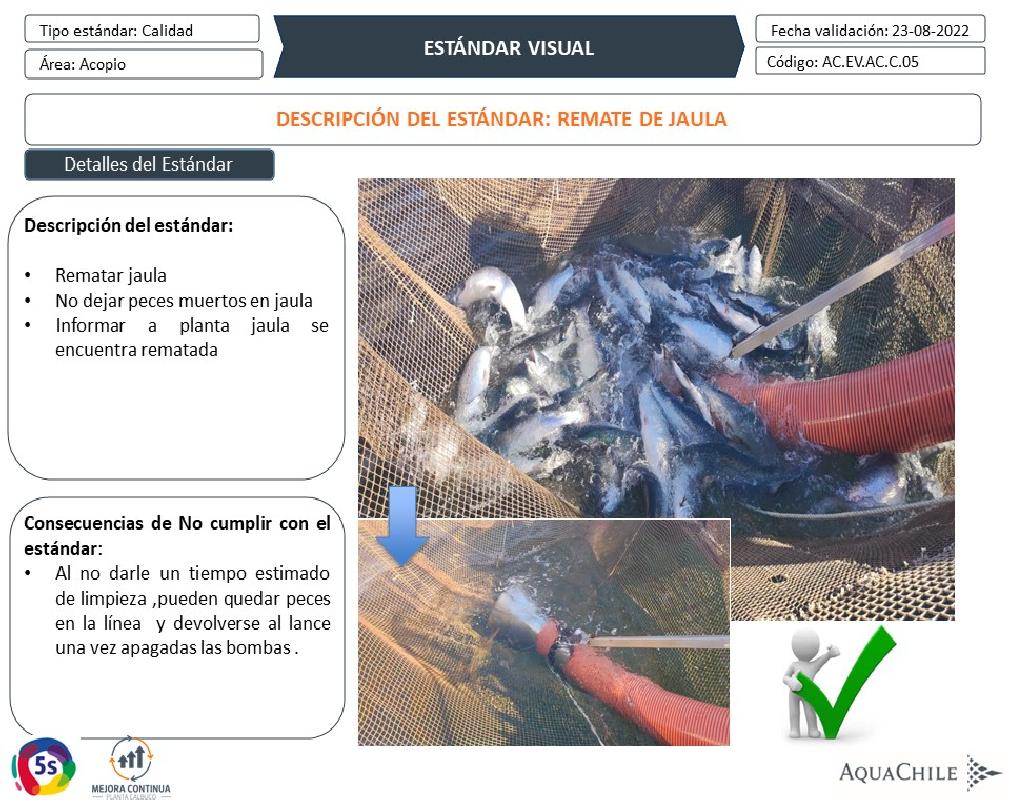 Tipo estándar: Calidad
Área: Acopio
ESTÁNDAR VISUAL
Fecha validación: 23-08-2022
Código: AC.EV.AC.C.05
DESCRIPCIÓN DEL ESTÁNDAR: REMATE DE JAULA
Detalles del Estándar
Descripción del estándar:
• Rematar jaula
• No dejar peces muertos en jaula
• Informar a planta jaula se
encuentra rematada
Consecuencias de No cumplir con el
estándar:
• Al no darle un tiempo estimado
de limpieza ,pueden quedar peces
en la línea y devolverse al lance
una vez apagadas las bombas .
5s
MEJORA CONTINUA
PLANTA CALBUCO
AQUACHILE